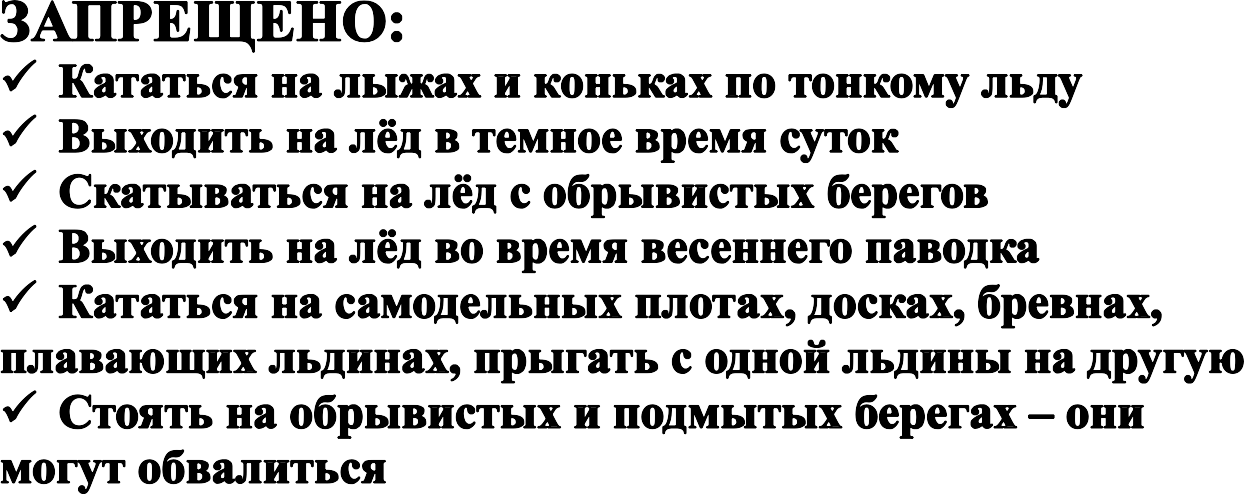 ЗАПРЕЩЕНО:
✓ Кататься на лыжах и коньках по тонкому льду
✓ Выходить на лёд в темное время суток
✓ Скатываться на лёд с обрывистых берегов
✓ Выходить на лёд во время весеннего паводка
✓ Кататься на самодельных плотах, досках, бревнах,
плавающих льдинах, прыгать с одной льдины на другую
✓ Стоять на обрывистых и подмытых берегах – они
могут обвалиться